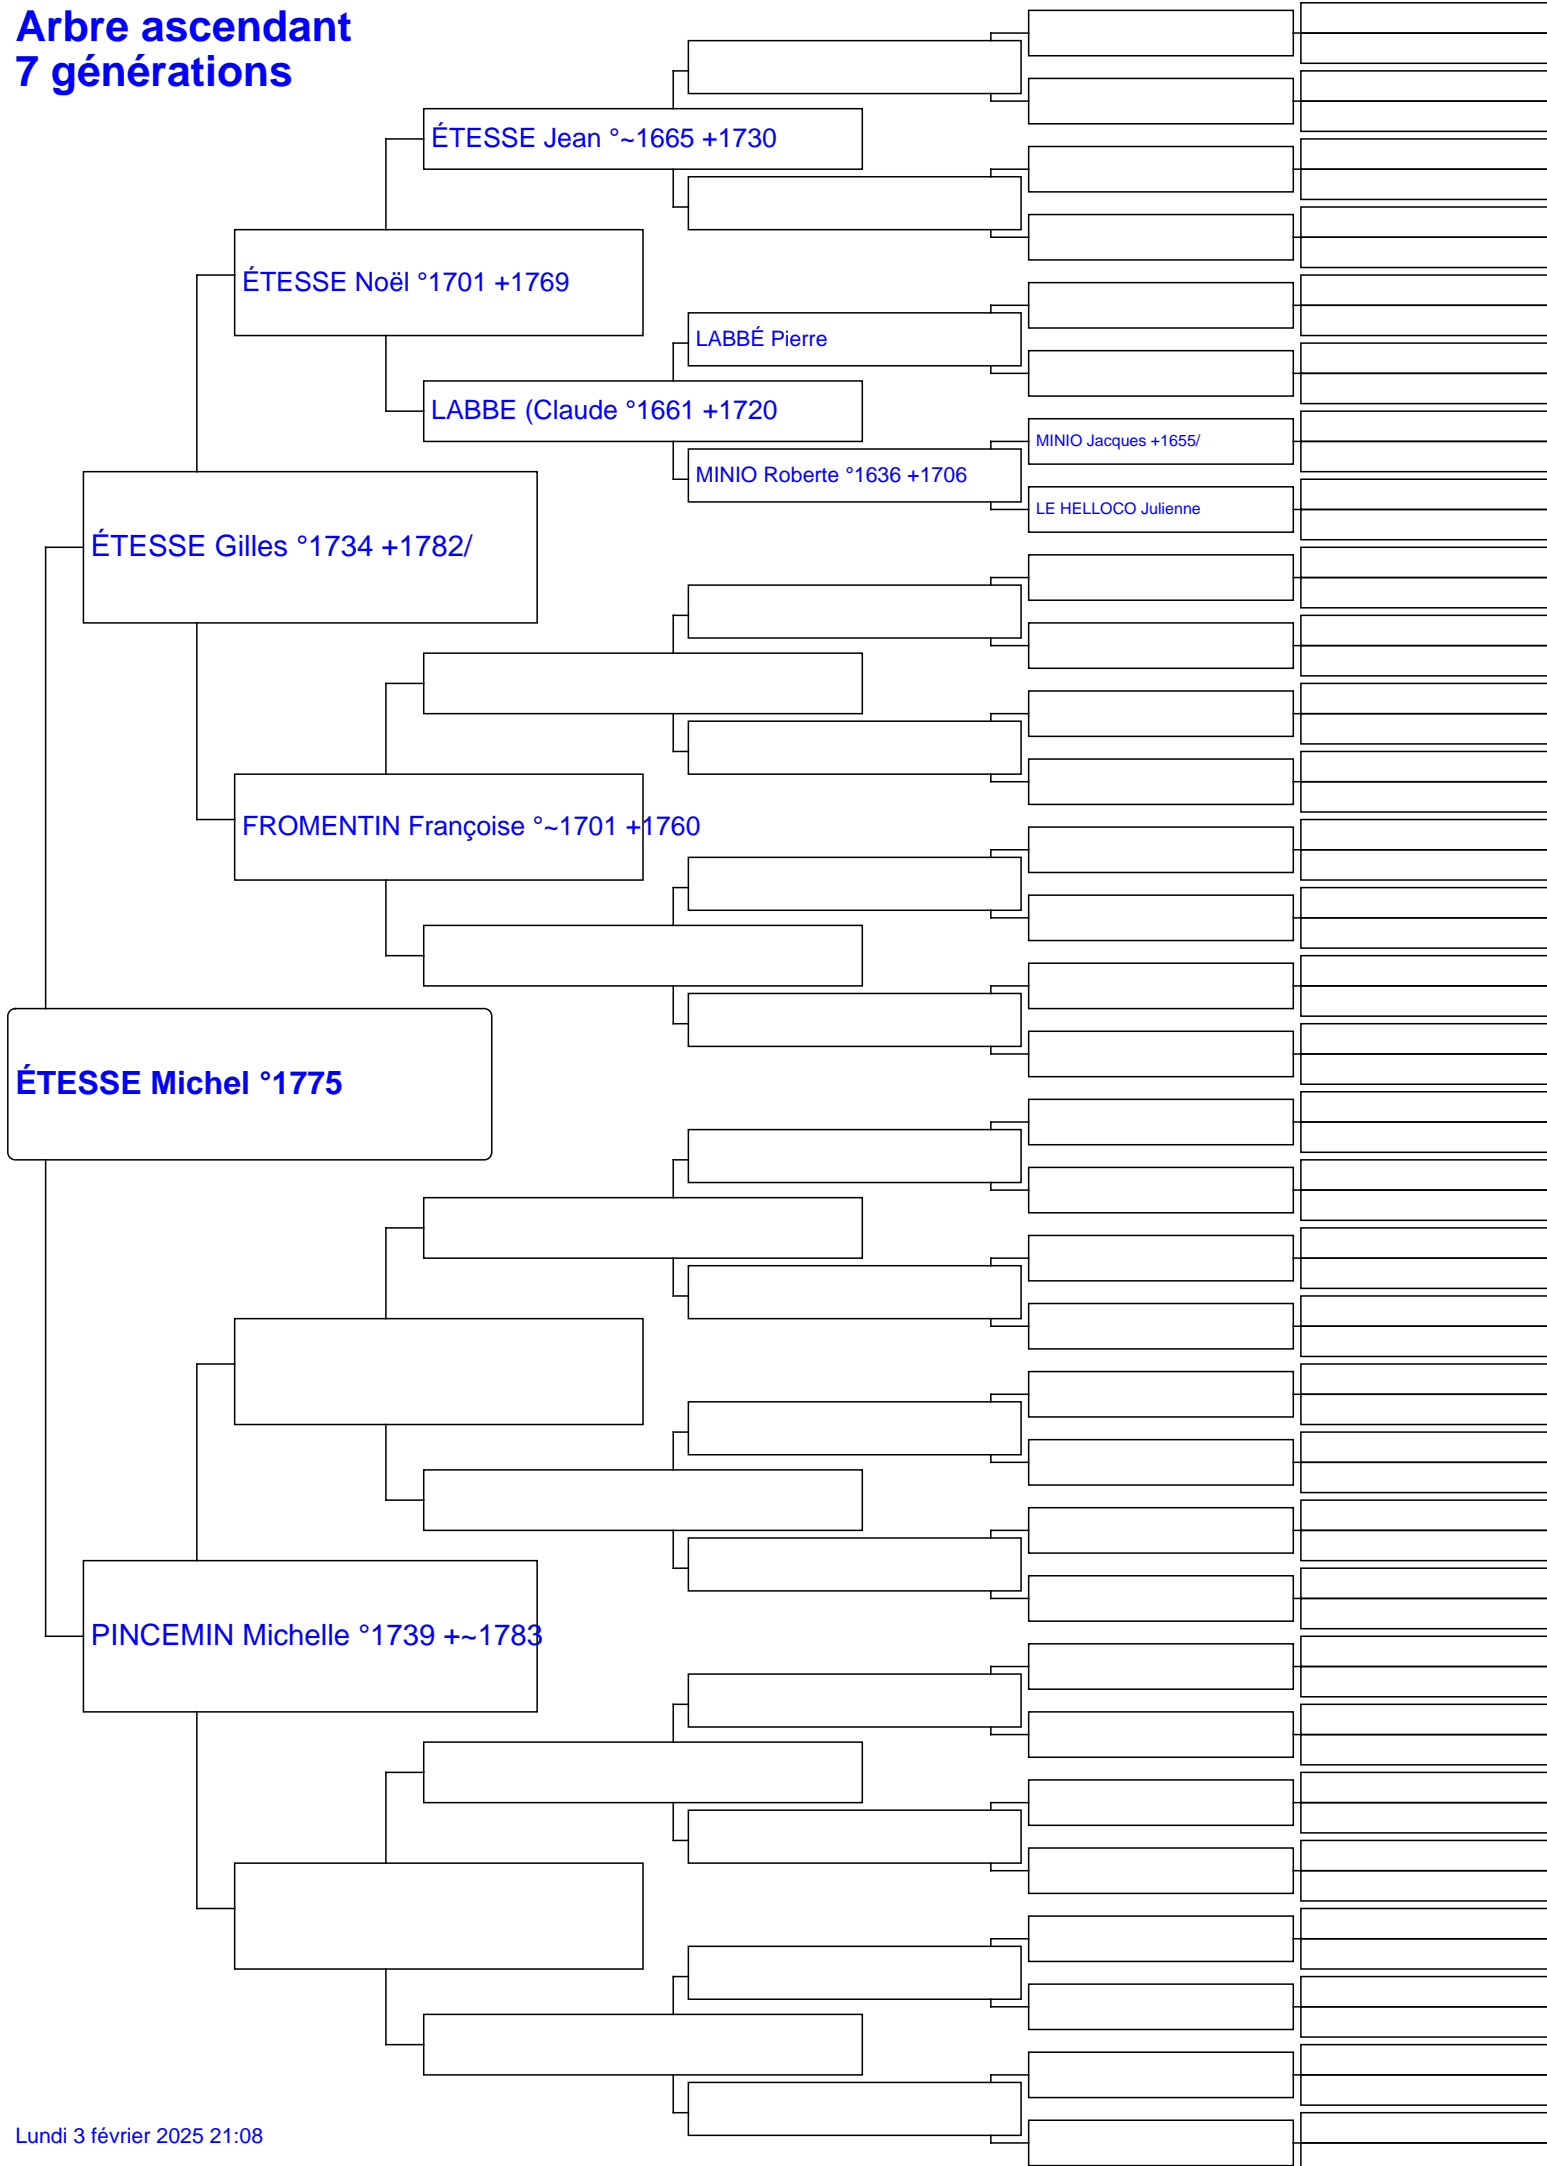 Arbre ascendant
7 générations
ÉTESSE Jean °~1665 +1730
ÉTESSE Noël °1701 +1769
LABBÉ Pierre
LABBE (Claude °1661 +1720
MINIO Jacques +1655/
MINIO Roberte °1636 +1706
LE HELLOCO Julienne
ÉTESSE Gilles °1734 +1782/
FROMENTIN Françoise °~1701 +1760
ÉTESSE Michel °1775
PINCEMIN Michelle °1739 +~1783
Lundi 3 février 2025 21:08